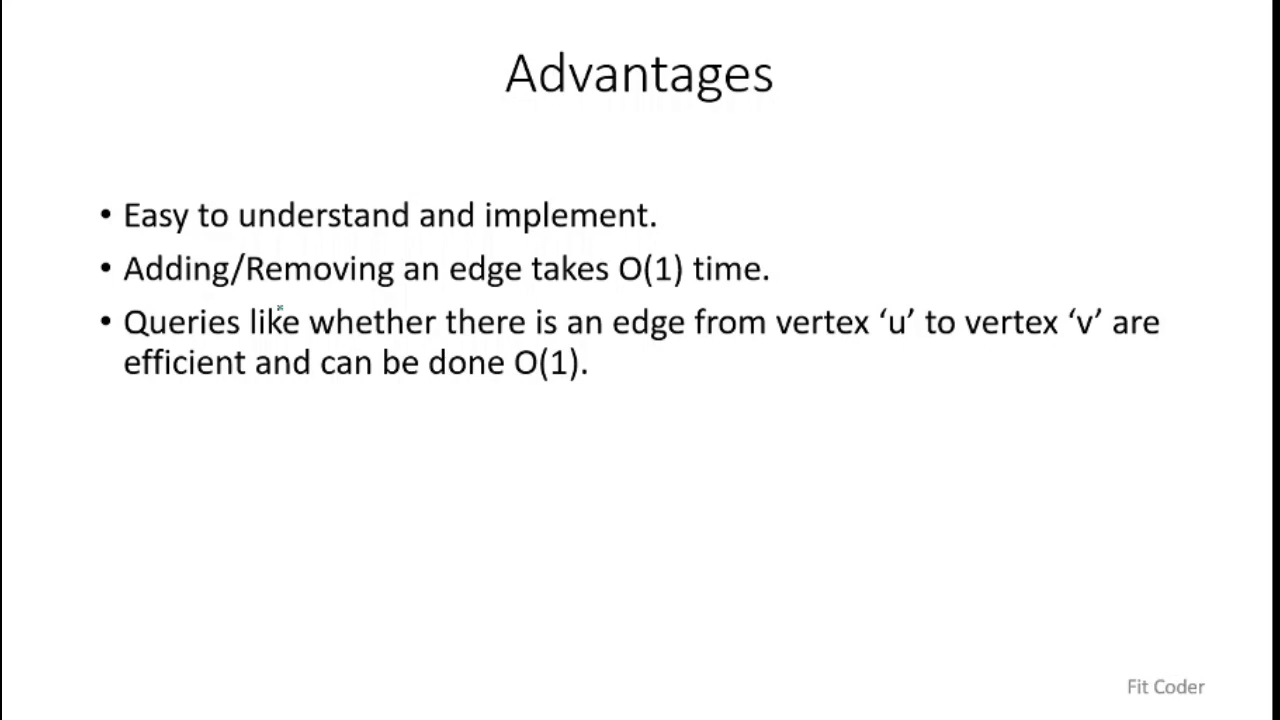 Advantages
• Easy to understand and implement.
• Adding/Removing an edge takes O(1) time.
• Queries like whether there is an edge from vertex ‘u’ to vertex ‘v’ are
efficient and can be done O(1).
Fit Coder